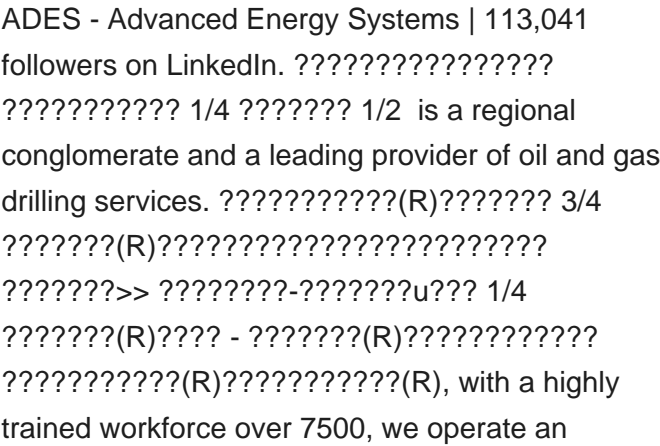 ADES - Advanced Energy Systems | 113,041
followers on LinkedIn. ????????????????
??????????? 1/4 ??????? 1/2  is a regional
conglomerate and a leading provider of oil and gas
drilling services. ???????????(R)??????? 3/4
???????(R)????????????????????????
???????>> ????????-???????u??? 1/4
???????(R)???? - ???????(R)????????????
???????????(R)???????????(R), with a highly
trained workforce over 7500, we operate an